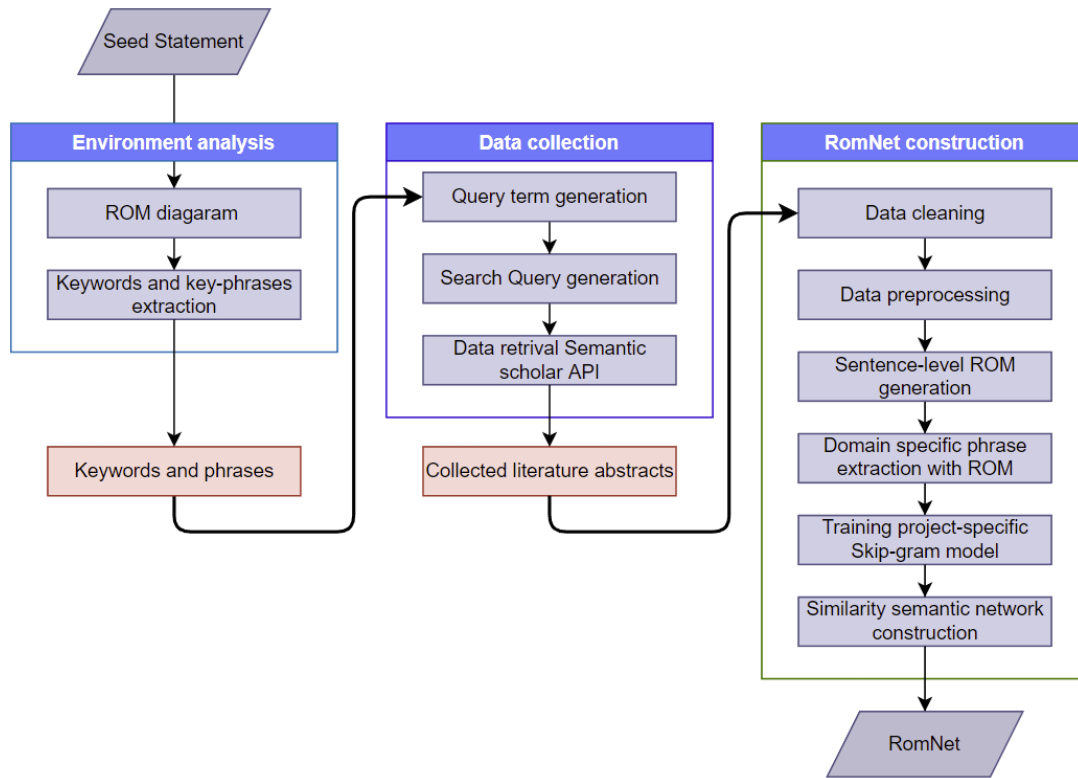 Seed Statement
Environment analysis
ROM diagaram
Keywords and key-phrases
extraction
Keywords and phrases
Data collection
Query term generation
Search Query generation
Data retrival Semantic
scholar API
Collected literature abstracts
RomNet construction
Data cleaning
Data preprocessing
Sentence-level ROM
generation
Domain specific phrase
extraction with ROM
Training project-specific
Skip-gram model
Similarity semantic network
construction
RomNet